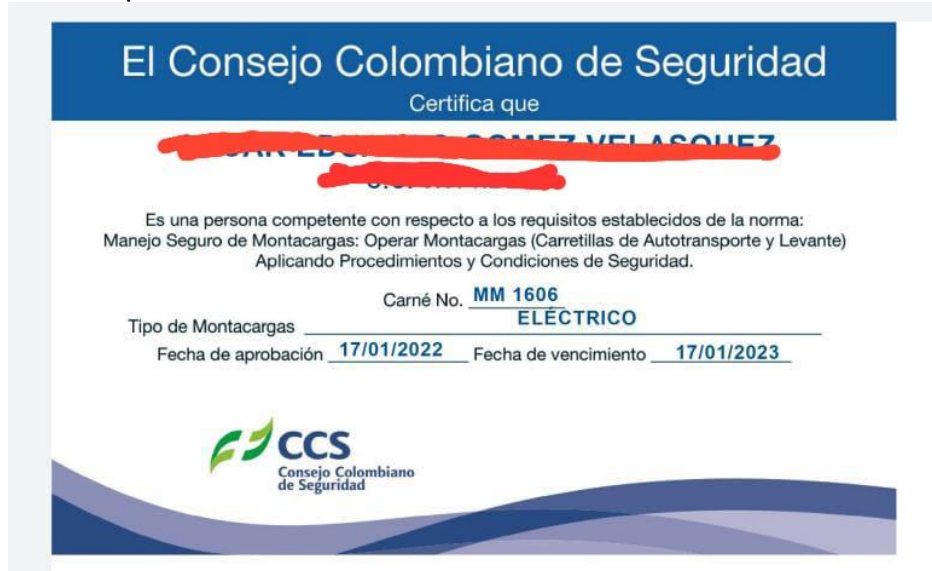 El Consejo Colombiano de Seguridad
Certifica que
Es una persona competente con respecto a los requisitos establecidos de la norma:
Manejo Seguro de Montacargas: Operar Montacargas (Carretillas de Autotransporte y Levante)
Aplicando Procedimientos y Condiciones de Seguridad.
Carné No. MM 1606
Tipo de Montacargas ELÉCTRICO
Fecha de aprobación 17/01/2022 Fecha de vencimiento 17/01/2023
CCS
Consejo Colombiano
de Seguridad